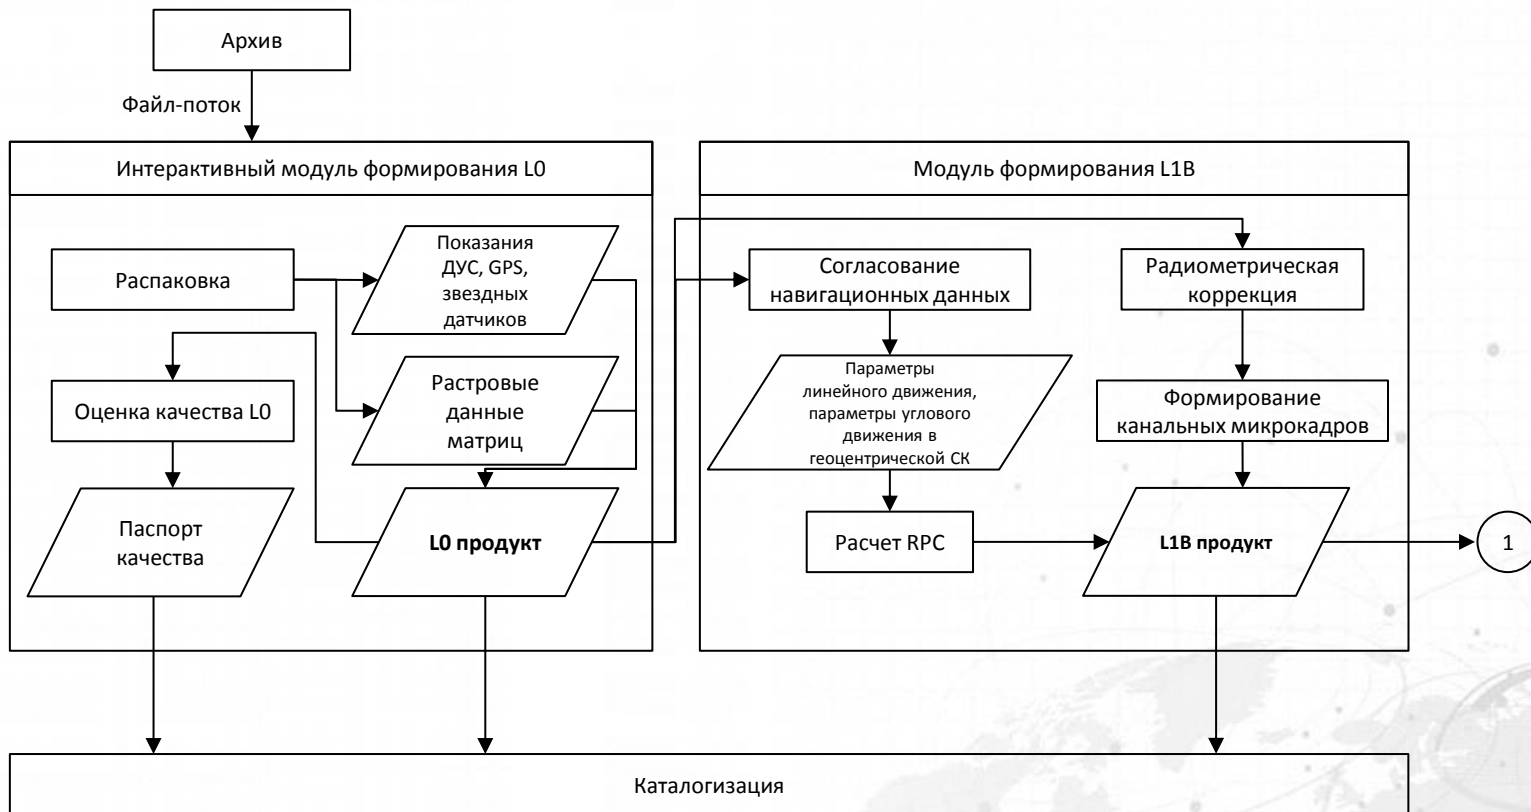 Архив
Файл-поток
Интерактивный модуль формирования L0
Распаковка
Показания
ДУС, GPS,
звездных
датчиков
Оценка качества L0
Растровые
данные
матриц
Паспорт
качества
L0 продукт
Модуль формирования L1B
Согласование
навигационных данных
Радиометрическая
коррекция
Параметры
линейного движения,
параметры углового
движения в
геоцентрической СК
Формирование
канальных микрокадров
Расчет RPC
L1B продукт
1
Каталогизация